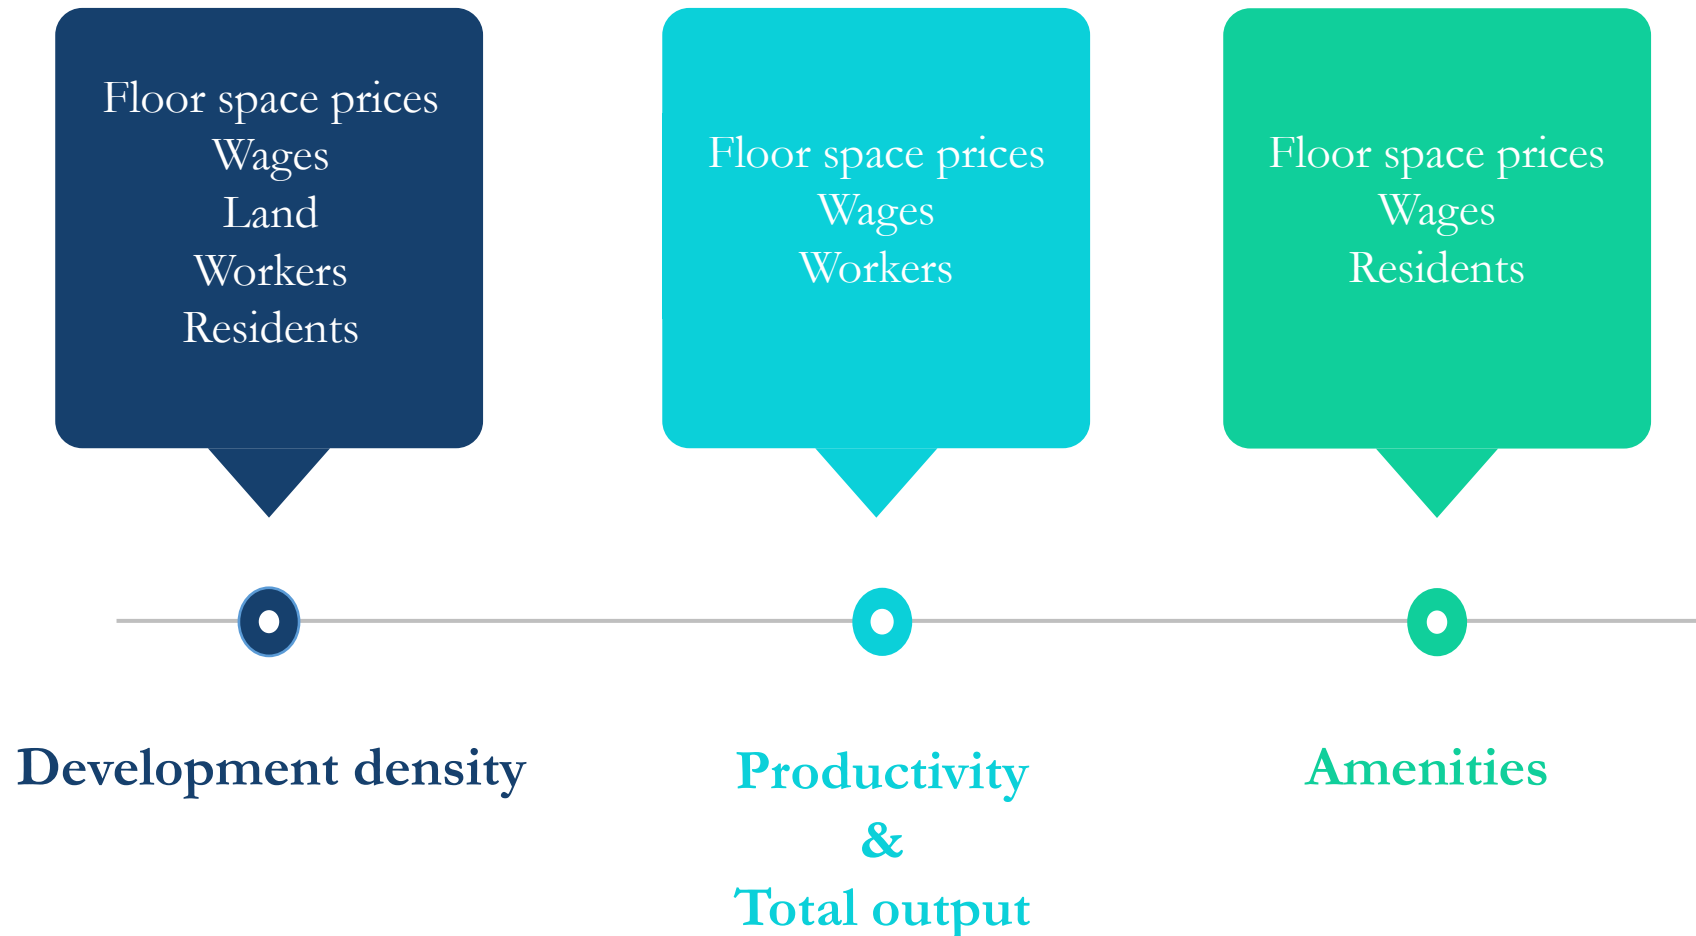 Floor space prices
Wages
Land
Workers
Residents
Floor space prices
Wages
Workers
Floor space prices
Wages
Residents
Development density
Productivity
&
Total output
Amenities